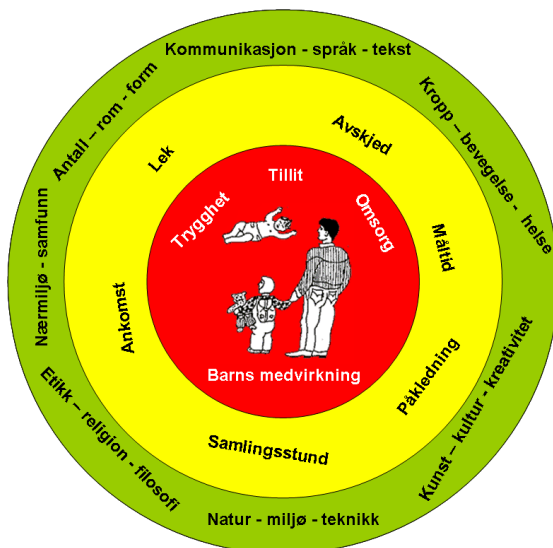 Kommunikasjon - språk - tekst
Kropp – bevegelse - helse
Kunst – kultur - kreativitet
Natur - miljø - teknikk
Etikk – religion - filosofi
Nærmiljø - samfunn
Antall – rom - form
Avskjed
Måltid
Påkledning
Samlingsstund
Ankomst
Lek
Tillit
Omsorg
Barns medvirkning
Trygghet